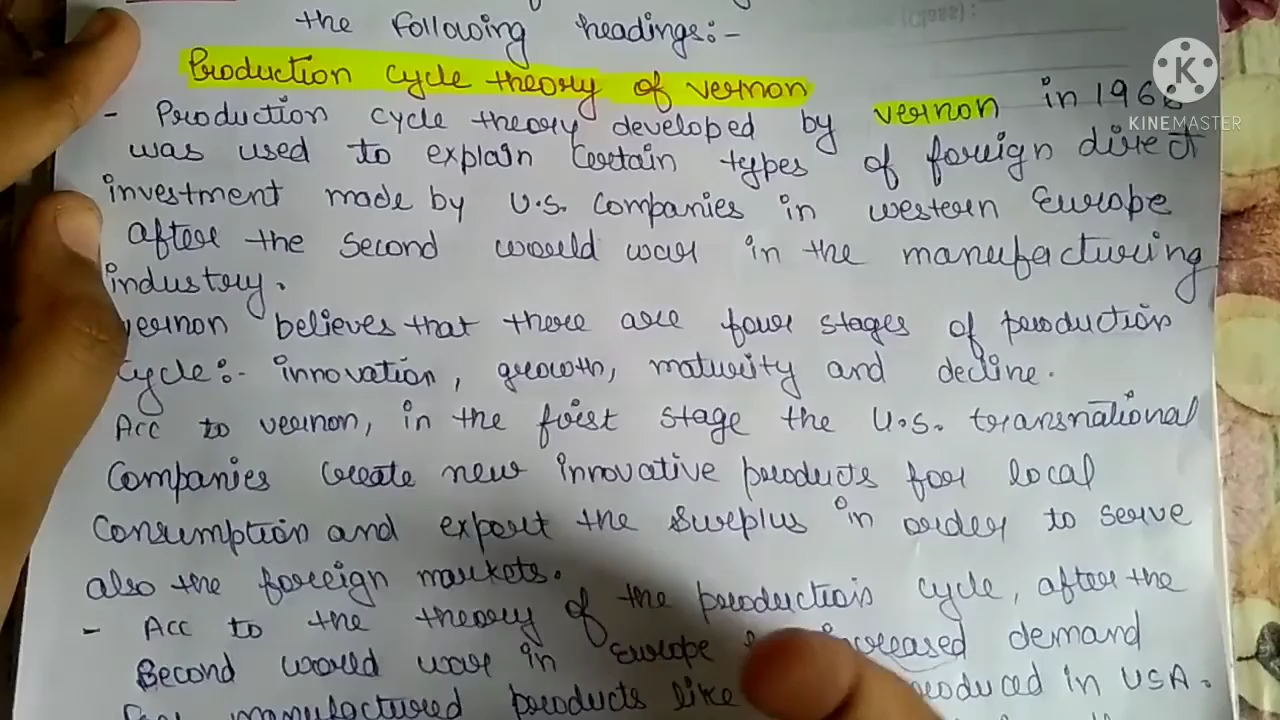 the following headings:-
Production cycle theory of vernon
- Production cycle theory developed by vernon in 196
was used to explain certain types of foreign direct
investment made by U.S. companies in western Europe
after the second world war in the manufacturing
industry.
vernon believes that there are four stages of production
cycle:- innovation, growth, maturity and decline.
Acc to vernon, in the first stage the U.S. transnational
companies create new innovative products for local
consumption and export the surplus in order to serve
also the foreign markets.
- Acc to the theory of the production cycle, after the
Second world war in Europe increased demand
manufactured products like produced in USA.
(Class):
K
KINEMASTER